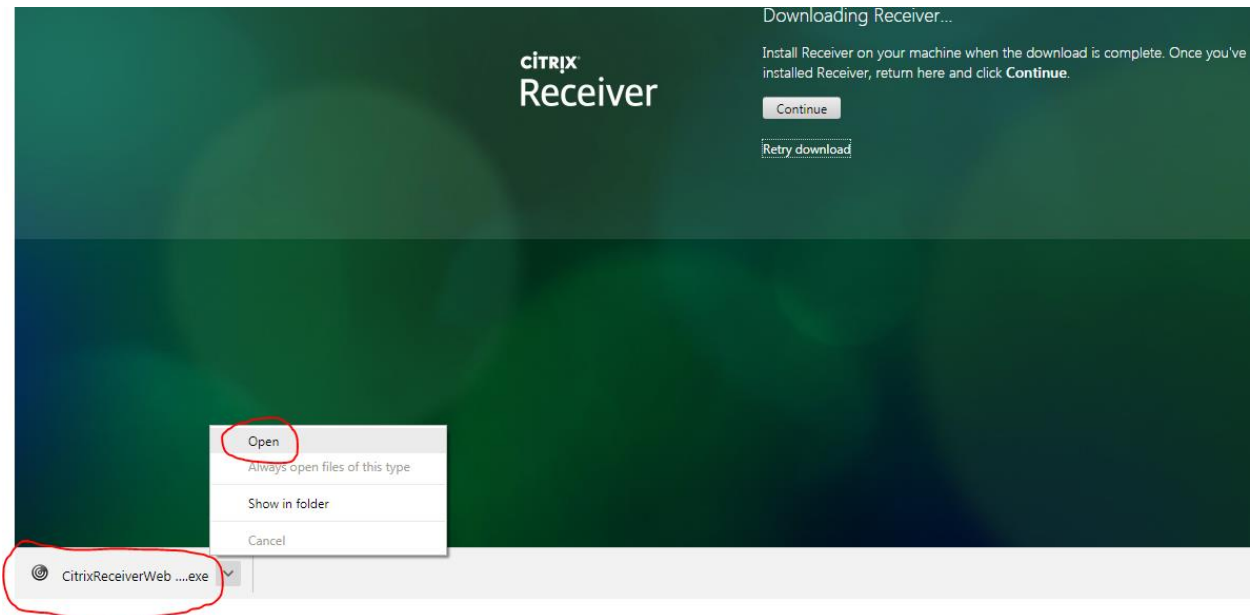 Downloading Receiver...
CİTRIX
Receiver
Install Receiver on your machine when the download is complete. Once you've
installed Receiver, return here and click Continue.
Continue
Retry download
Open
Always open files of this type
Show in folder
Cancel
CitrixReceiverWeb ....exe